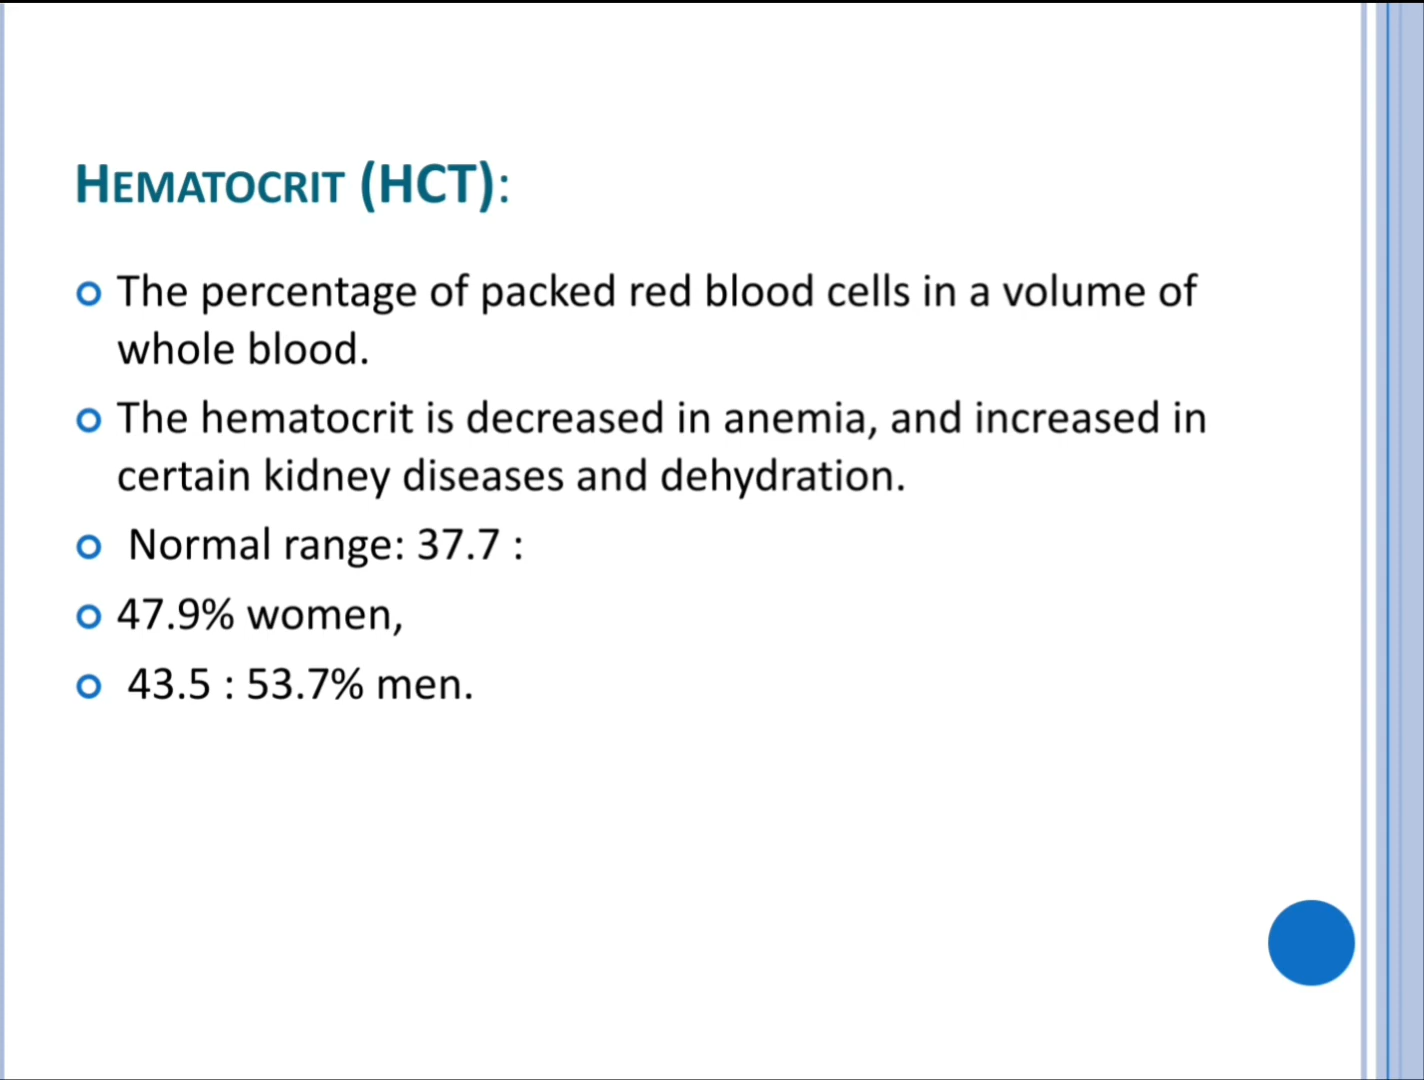 HEMATOCRIT (HCT):
The percentage of packed red blood cells in a volume of
whole blood.
The hematocrit is decreased in anemia, and increased in
certain kidney diseases and dehydration.
Normal range: 37.7 :
47.9% women,
43.5 : 53.7% men.